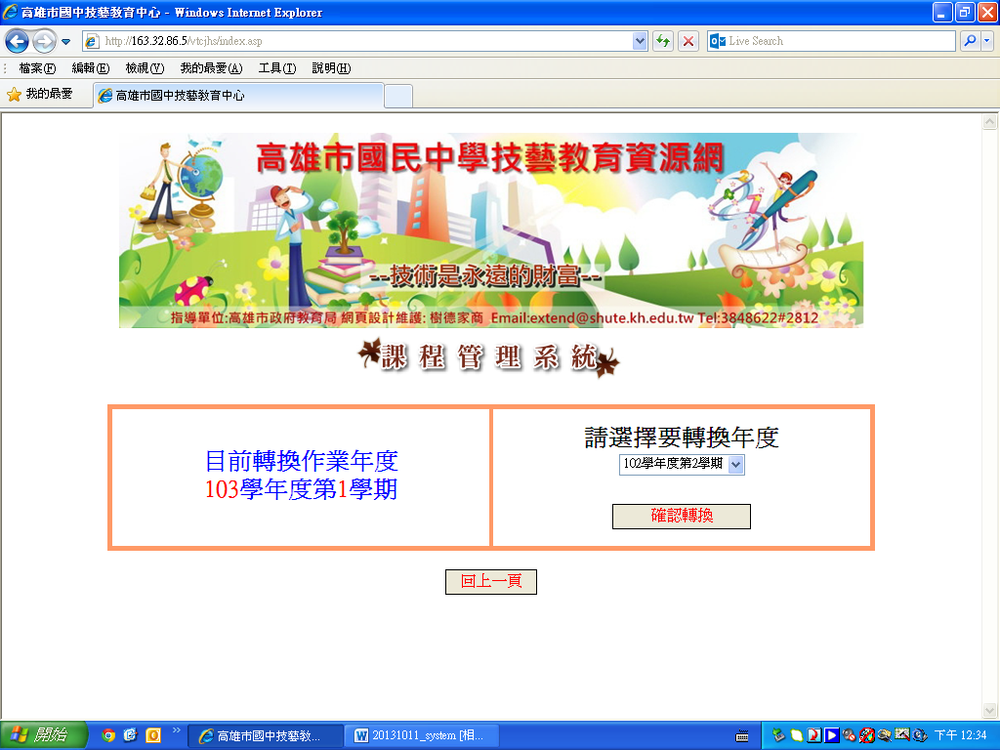 高雄市國中技藝教育中心 - Windows Internet Explorer
http://163.32.86.5/vtcjhs/index.asp
Live Search
檔案(F) 編輯(E) 檢視(V) 我的最愛(A) 工具(T) 說明(H)
我的最愛
高雄市國中技藝教育中心
高雄市國民中學技藝教育資源網
--技術是永遠的財富--
指導單位:高雄市政府教育局 網頁設計維護: 樹德家商 Email:extend@shute.kh.edu.tw Tel:3848622#2812
課程管理系統
目前轉換作業年度
103學年度第1學期
請選擇要轉換年度
102學年度第2學期
確認轉換
回上一頁
開始
高雄市國中技藝教...
20131011_system [相...
下午 12:34